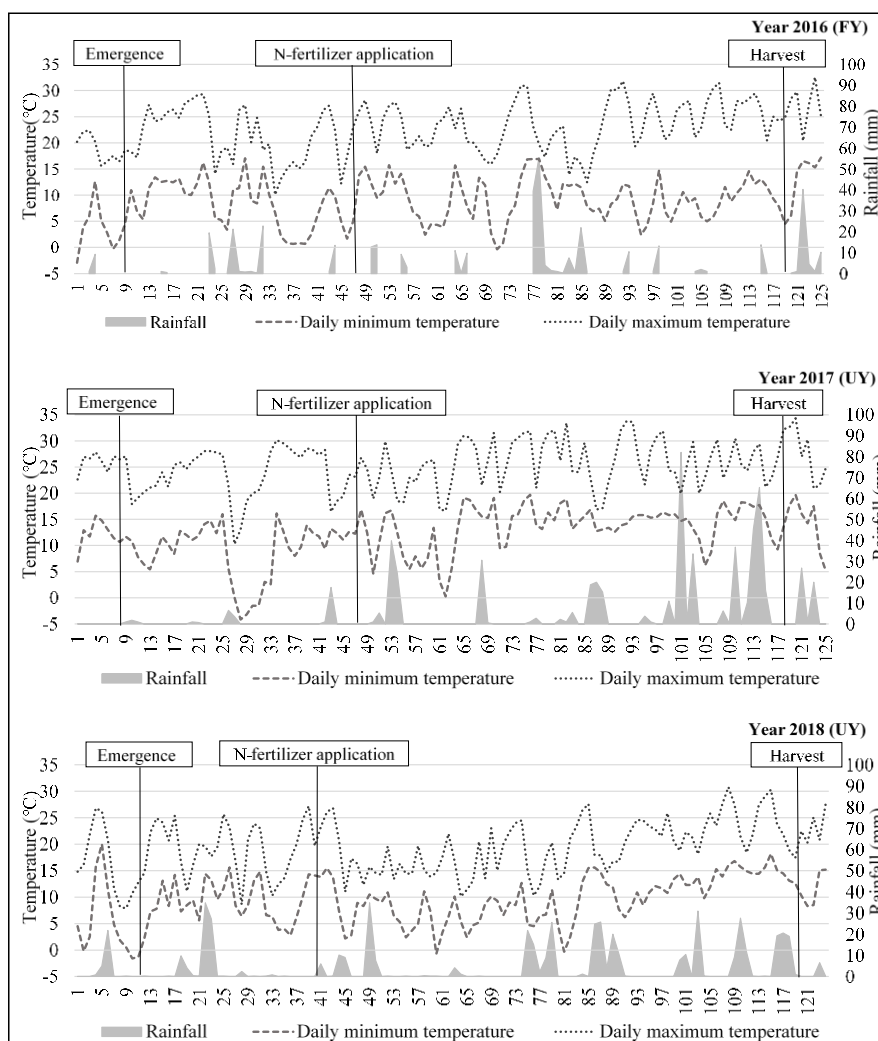 Year 2016 (FY)
Emergence
N-fertilizer application
Harvest
Temperature(°C)
35
30
25
20
15
10
5
0
-5
100
90
80
70
60
50
40
30
20
10
0
Rainfall (mm)
1 5 9 13 17 21 25 29 33 37 41 45 49 53 57 61 65 69 73 77 81 85 89 93 97 101 105 109 113 117 121 125
Rainfall Daily minimum temperature Daily maximum temperature
Year 2017 (UY)
Emergence
N-fertilizer application
Harvest
Temperature (°C)
35
30
25
20
15
10
5
0
-5
100
90
80
70
60
50
40
30
20
10
0
Rainfall (mm)
1 5 9 13 17 21 25 29 33 37 41 45 49 53 57 61 65 69 73 77 81 85 89 93 97 101 105 109 113 117 121 125
Rainfall Daily minimum temperature Daily maximum temperature
Year 2018 (UY)
Emergence
N-fertilizer application
Harvest
Temperature (°C)
35
30
25
20
15
10
5
0
-5
100
90
80
70
60
50
40
30
20
10
0
Rainfall (mm)
1 5 9 13 17 21 25 29 33 37 41 45 49 53 57 61 65 69 73 77 81 85 89 93 97 101 105 109 113 117 121
Rainfall Daily minimum temperature Daily maximum temperature